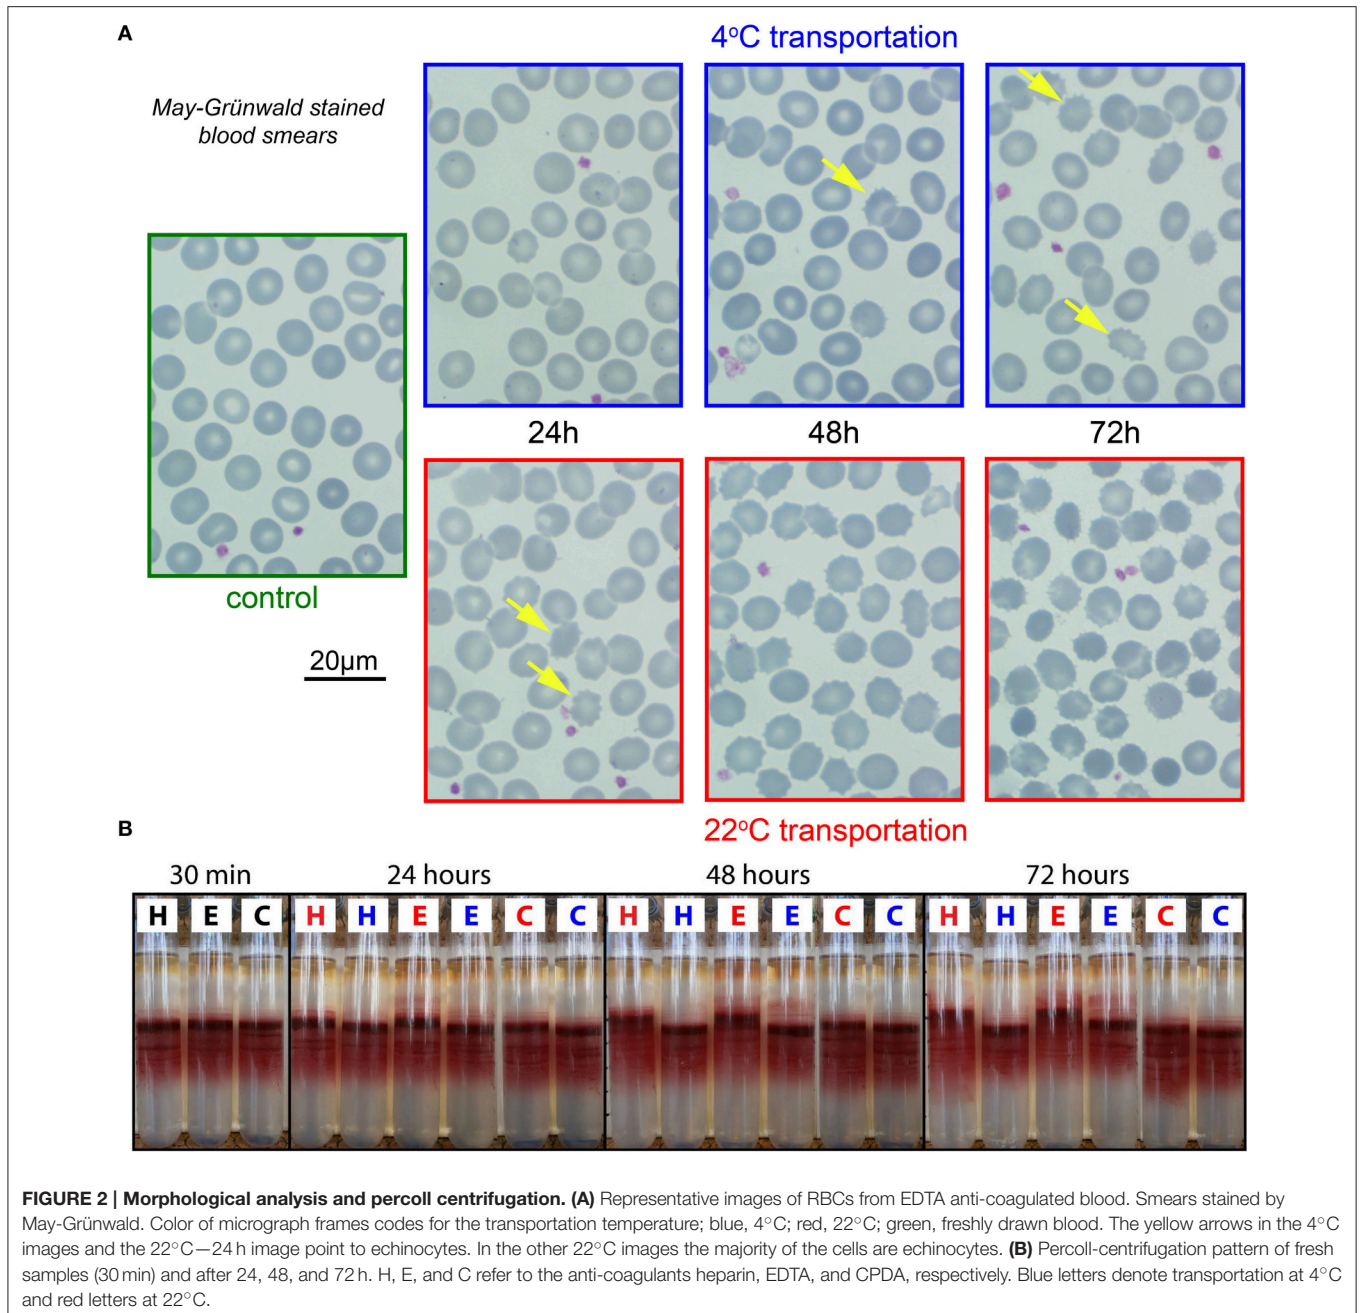 A
4°C transportation
May-Grünwald stained
blood smears
24h
48h
72h
control
20µm
22°C transportation
B
30 min
24 hours
48 hours
72 hours
H E C H H E E C C H H E E C C H H E E C C
FIGURE 2 | Morphological analysis and percoll centrifugation. (A) Representative images of RBCs from EDTA anti-coagulated blood. Smears stained by
May-Grünwald. Color of micrograph frames codes for the transportation temperature; blue, 4°C; red, 22°C; green, freshly drawn blood. The yellow arrows in the 4°C
images and the 22°C—24 h image point to echinocytes. In the other 22°C images the majority of the cells are echinocytes. (B) Percoll-centrifugation pattern of fresh
samples (30 min) and after 24, 48, and 72 h. H, E, and C refer to the anti-coagulants heparin, EDTA, and CPDA, respectively. Blue letters denote transportation at 4°C
and red letters at 22°C.